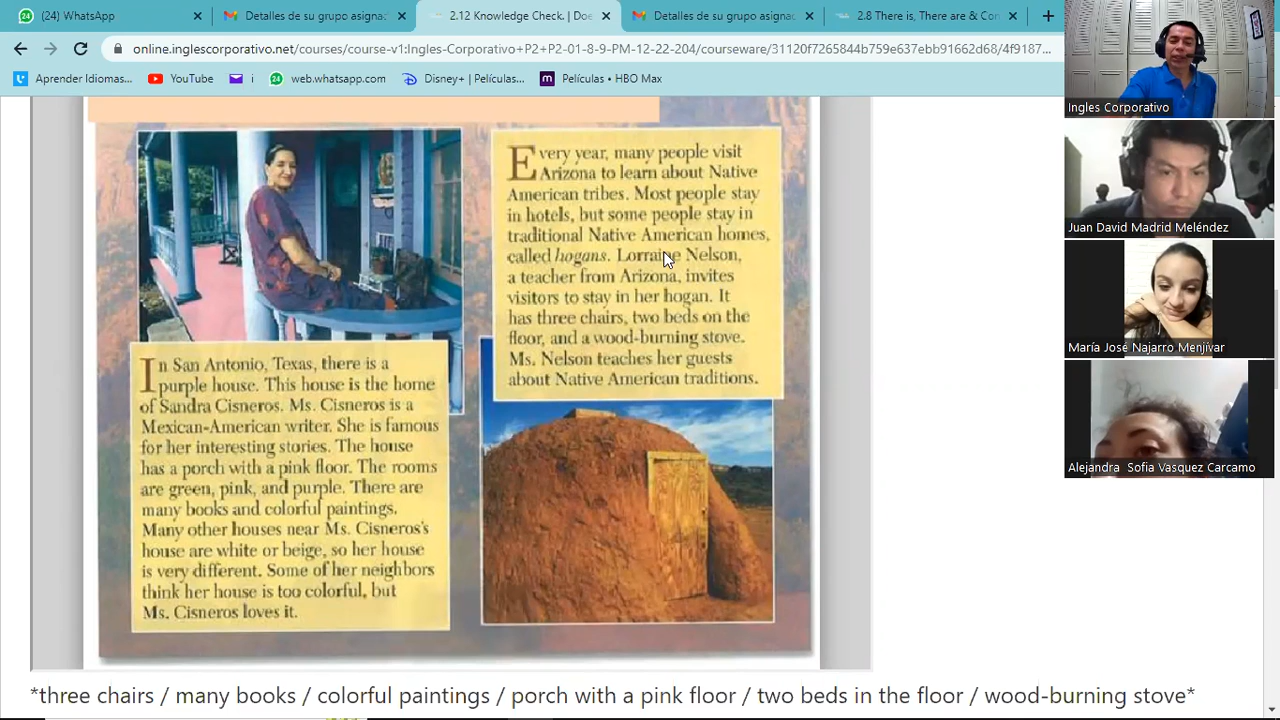 (24) WhatsApp
Detalles de su grupo asigna
2.13 Knowledge Check. | Doe
Detalles de su grupo asigna
2.8 There is, There are & Con
online.inglescorporativo.net/courses/course-v1:Ingles-Corporativo+P2+P2-01-8-9-PM-12-22-204/courseware/
Aprender Idiomas...
YouTube
i
web.whatsapp.com
Disney+ | Películas...
Películas • HBO Max
Every year, many people visit
Arizona to learn about Native
American tribes. Most people stay
in hotels, but some people stay in
traditional Native American homes,
called hogans. Lorraine Nelson,
a teacher from Arizona, invites
visitors to stay in her hogan. It
has three chairs, two beds on the
floor, and a wood-burning stove.
Ms. Nelson teaches her guests
about Native American traditions.
In San Antonio, Texas, there is a
purple house. This house is the home
of Sandra Cisneros. Ms. Cisneros is a
Mexican-American writer. She is famous
for her interesting stories. The house
has a porch with a pink floor. The rooms
are green, pink, and purple. There are
many books and colorful paintings.
Many other houses near Ms. Cisneros's
house are white or beige, so her house
is very different. Some of her neighbors
think her house is too colorful, but
Ms. Cisneros loves it.
*three chairs / many books / colorful paintings / porch with a pink floor / two beds in the floor / wood-burning stove*
Ingles Corporativo
Juan David Madrid Meléndez
María José Najarro Menjívar
Alejandra Sofia Vasquez Carcamo